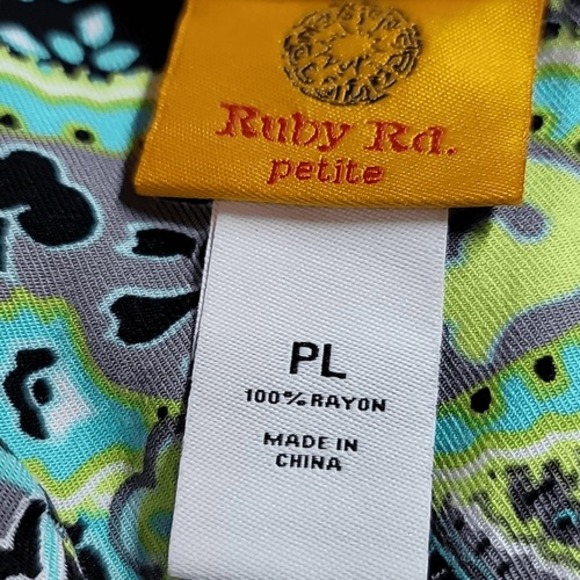 Ruby Rd.
petite
PL
100% RAYON
MADE IN
CHINA